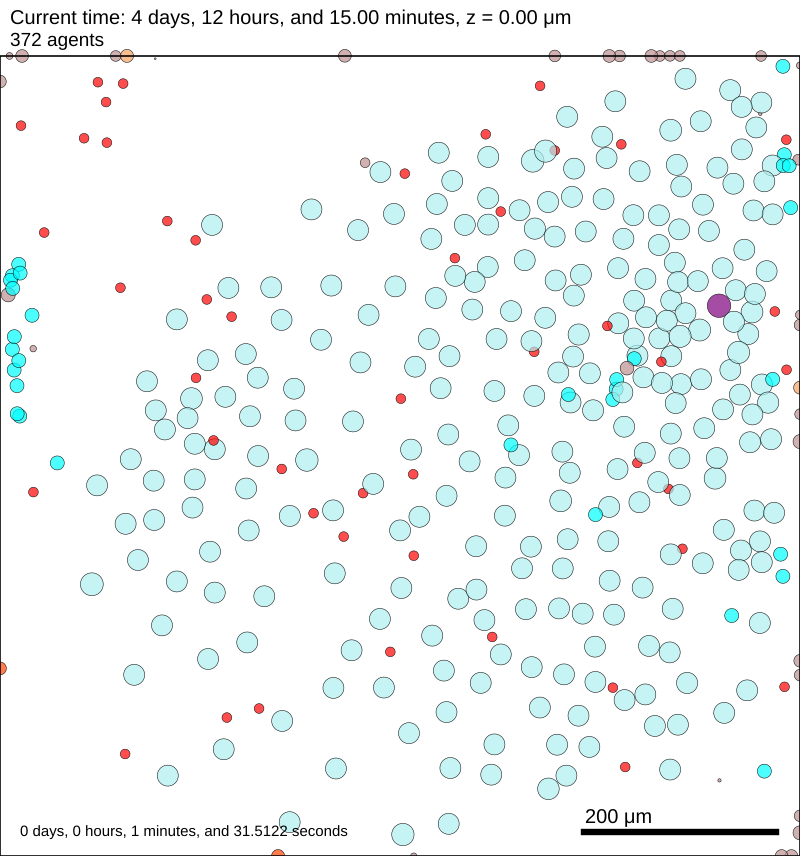 Current time: 4 days, 12 hours, and 15.00 minutes, z = 0.00 μm
372 agents
200 μm
0 days, 0 hours, 1 minutes, and 31.5122 seconds